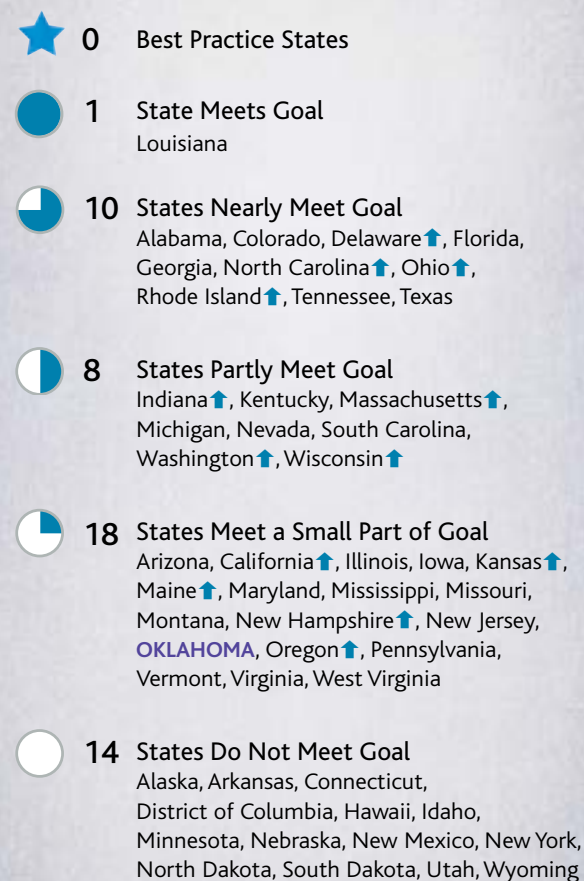 0 Best Practice States
1 State Meets Goal
Louisiana
10 States Nearly Meet Goal
Alabama, Colorado, Delaware⬆, Florida,
Georgia, North Carolina⬆, Ohio⬆,
Rhode Island⬆, Tennessee, Texas
8 States Partly Meet Goal
Indiana⬆, Kentucky, Massachusetts⬆,
Michigan, Nevada, South Carolina,
Washington⬆, Wisconsin⬆
18 States Meet a Small Part of Goal
Arizona, California⬆, Illinois, Iowa, Kansas⬆,
Maine⬆, Maryland, Mississippi, Missouri,
Montana, New Hampshire⬆, New Jersey,
OKLAHOMA, Oregon⬆, Pennsylvania,
Vermont, Virginia, West Virginia
14 States Do Not Meet Goal
Alaska, Arkansas, Connecticut,
District of Columbia, Hawaii, Idaho,
Minnesota, Nebraska, New Mexico, New York,
North Dakota, South Dakota, Utah, Wyoming